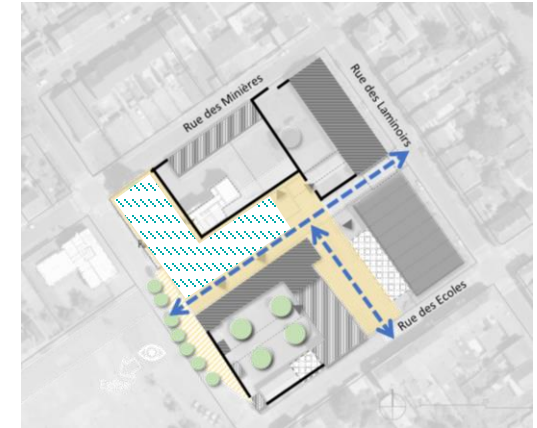 Rue des Minières
Rue des Laminoirs
Rue des Ecoles
Eglise